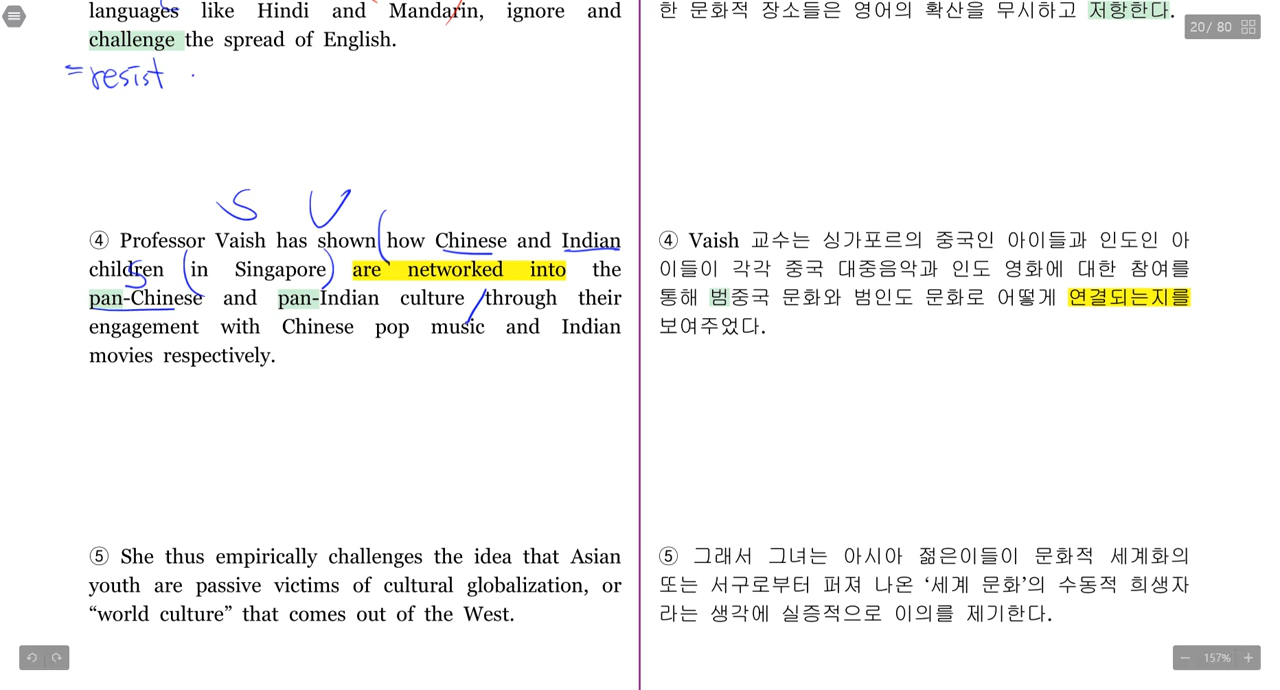 languages like Hindi and Mandarin, ignore and
challenge the spread of English.
=resist
S V
④ Professor Vaish has shown how Chinese and Indian
children in Singapore are networked into the
S
pan-Chinese and pan-Indian culture through their
engagement with Chinese pop music and Indian
movies respectively.
⑤ She thus empirically challenges the idea that Asian
youth are passive victims of cultural globalization, or
“world culture” that comes out of the West.
한 문화적 장소들은 영어의 확산을 무시하고 저항한다.
20/ 80
④ Vaish 교수는 싱가포르의 중국인 아이들과 인도인 아
이들이 각각 중국 대중음악과 인도 영화에 대한 참여를
통해 범중국 문화와 범인도 문화로 어떻게 연결되는지를
보여주었다.
⑤ 그래서 그녀는 아시아 젊은이들이 문화적 세계화의
또는 서구로부터 퍼져 나온 ‘세계 문화’의 수동적 희생자
라는 생각에 실증적으로 이의를 제기한다.
157%